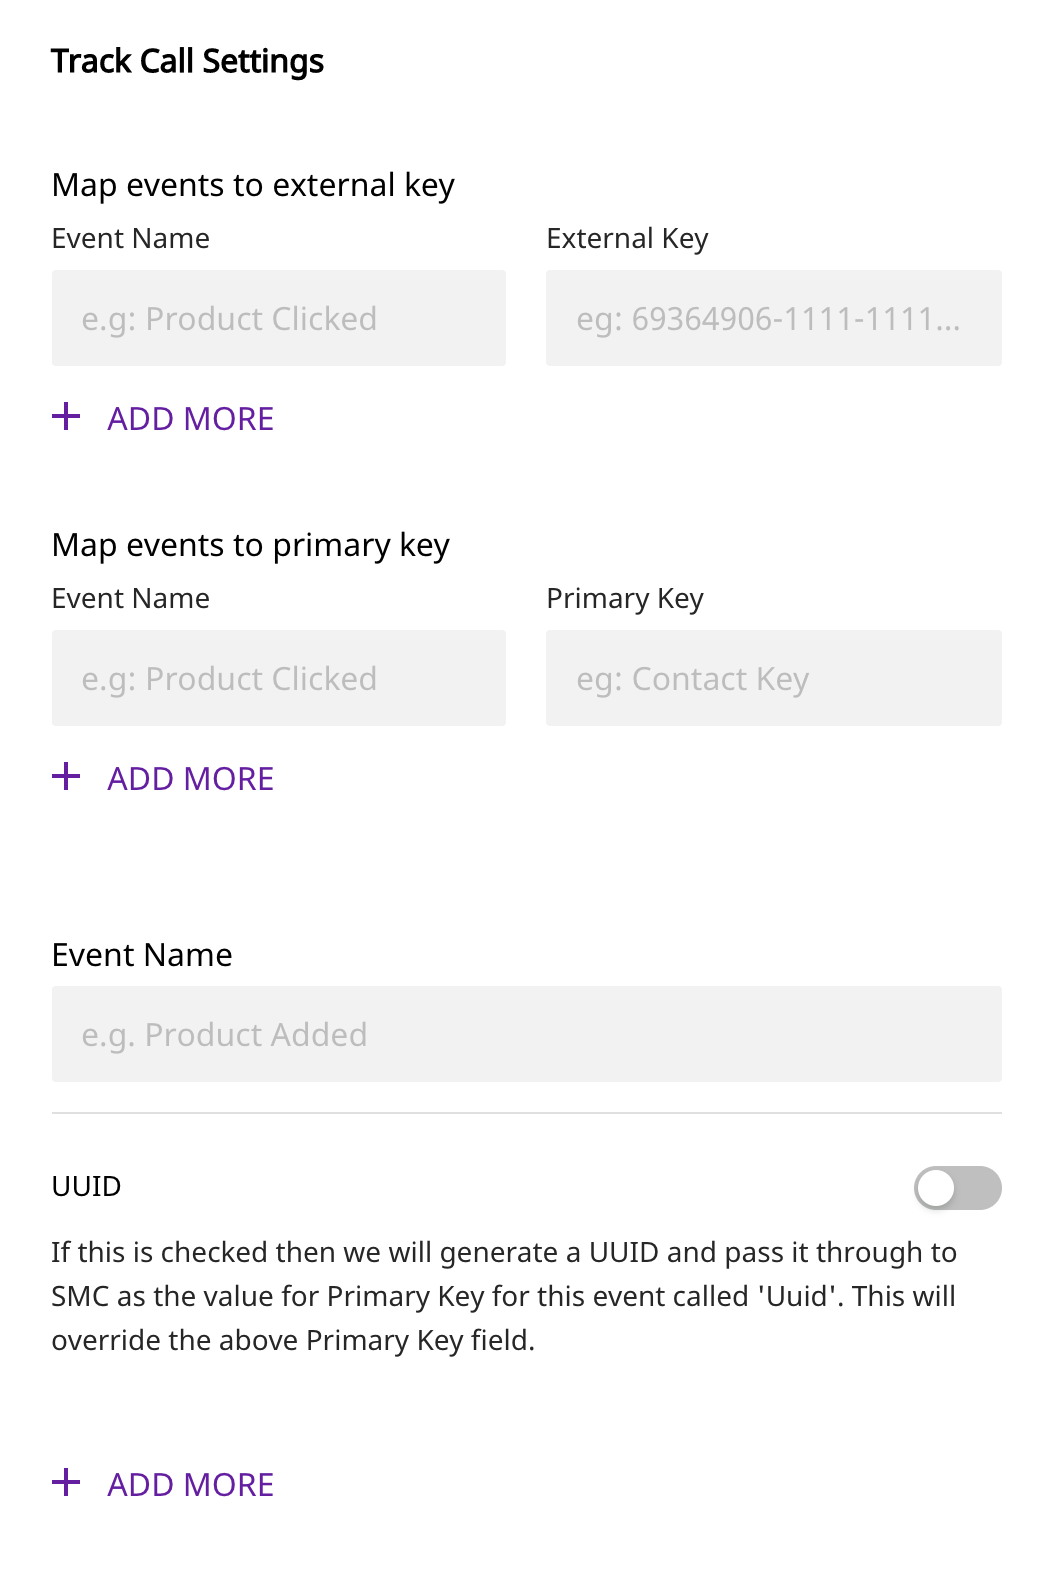 Track Call Settings
Map events to external key
Event Name
External Key
e.g: Product Clicked
eg: 69364906-1111-1111...
+ ADD MORE
Map events to primary key
Event Name
Primary Key
e.g: Product Clicked
eg: Contact Key
+ ADD MORE
Event Name
e.g. Product Added
UUID
If this is checked then we will generate a UUID and pass it through to
SMC as the value for Primary Key for this event called 'Uuid'. This will
override the above Primary Key field.
+ ADD MORE